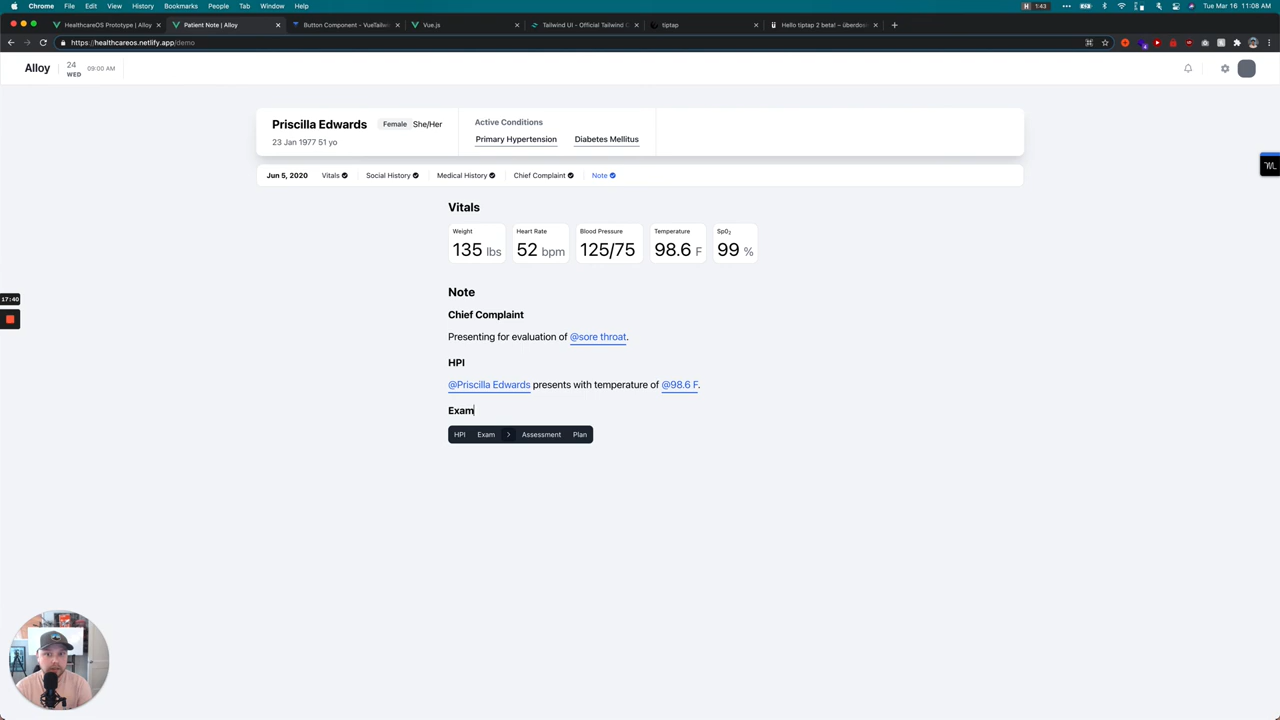 Chrome File Edit View History Bookmarks People Tab Window Help
H 1:43 Tue Mar 16 11:08 AM
HealthcareOS Prototype | Alloy
Patient Note | Alloy
Button Component - VueTailwi
Vue.js
Tailwind UI - Official Tailwind C
tiptap
Hello tiptap 2 beta! – überdos
https://healthcareos.netlify.app/demo
Alloy 24 WED 09:00 AM
Priscilla Edwards Female She/Her
23 Jan 1977 51 yo
Active Conditions
Primary Hypertension Diabetes Mellitus
Jun 5, 2020 Vitals Social History Medical History Chief Complaint Note
Vitals
Weight Heart Rate Blood Pressure Temperature Sp0₂
135 lbs 52 bpm 125/75 98.6 F 99 %
17:40
Note
Chief Complaint
Presenting for evaluation of @sore throat.
HPI
@Priscilla Edwards presents with temperature of @98.6 F.
Exam
HPI Exam > Assessment Plan